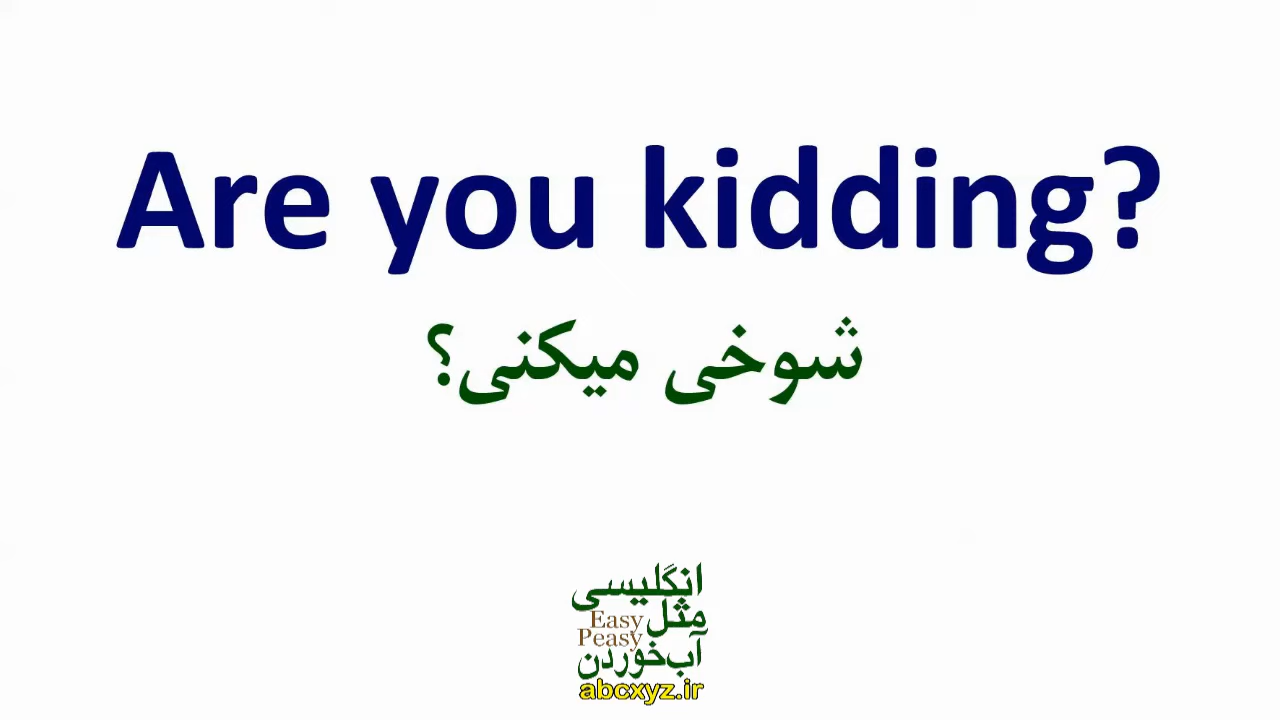 Are you kidding?
شوخی میکنی؟
انگلیسی
مثل
Easy
Peasy
آب‌خوردن
abcxyz.ir